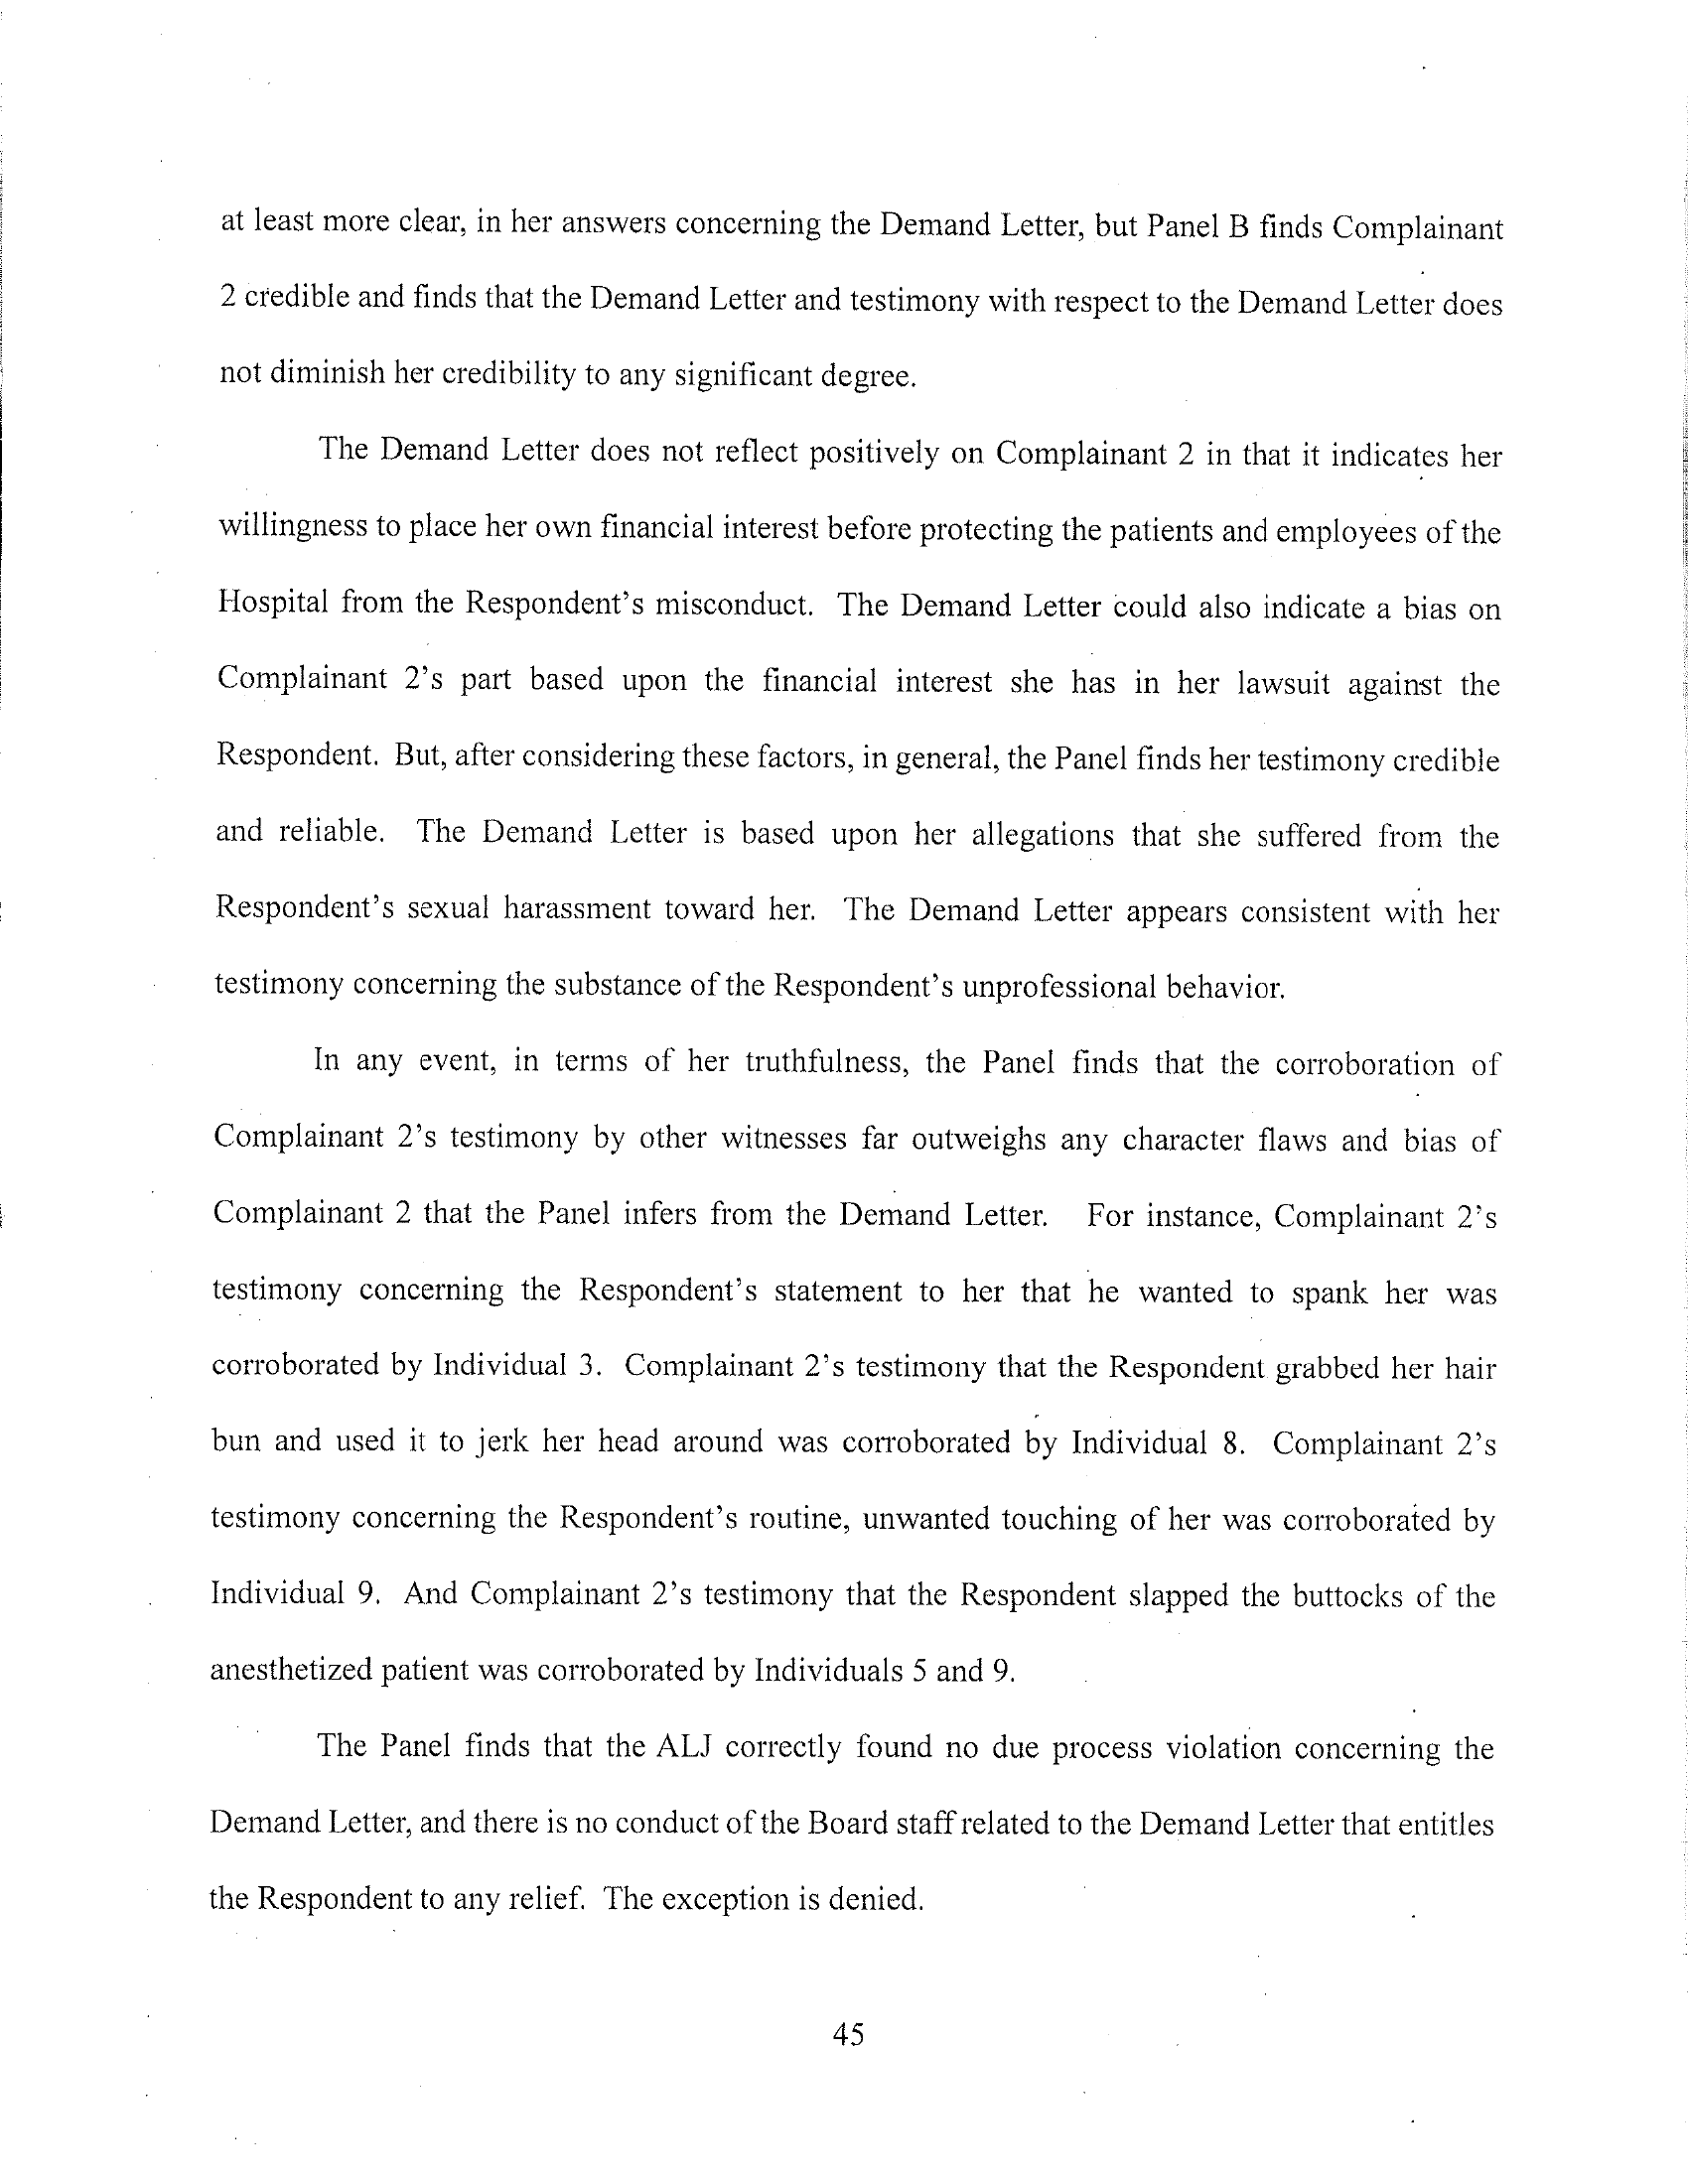 at least more clear, in her answers concerning the Demand Letter, but Panel B finds Complainant
2 credible and finds that the Demand Letter and testimony with respect to the Demand Letter does
not diminish her credibility to any significant degree.
The Demand Letter does not reflect positively on Complainant 2 in that it indicates her
willingness to place her own financial interest before protecting the patients and employees of the
Hospital from the Respondent's misconduct. The Demand Letter could also indicate a bias on
Complainant 2's part based upon the financial interest she has in her lawsuit against the
Respondent. But, after considering these factors, in general, the Panel finds her testimony credible
and reliable. The Demand Letter is based upon her allegations that she suffered from the
Respondent's sexual harassment toward her. The Demand Letter appears consistent with her
testimony concerning the substance of the Respondent's unprofessional behavior.
In any event, in terms of her truthfulness, the Panel finds that the corroboration of
Complainant 2's testimony by other witnesses far outweighs any character flaws and bias of
Complainant 2 that the Panel infers from the Demand Letter. For instance, Complainant 2's
testimony concerning the Respondent's statement to her that he wanted to spank her was
corroborated by Individual 3. Complainant 2's testimony that the Respondent grabbed her hair
bun and used it to jerk her head around was corroborated by Individual 8. Complainant 2's
testimony concerning the Respondent's routine, unwanted touching of her was corroborated by
Individual 9. And Complainant 2's testimony that the Respondent slapped the buttocks of the
anesthetized patient was corroborated by Individuals 5 and 9.
The Panel finds that the ALJ correctly found no due process violation concerning the
Demand Letter, and there is no conduct of the Board staff related to the Demand Letter that entitles
the Respondent to any relief. The exception is denied.
45